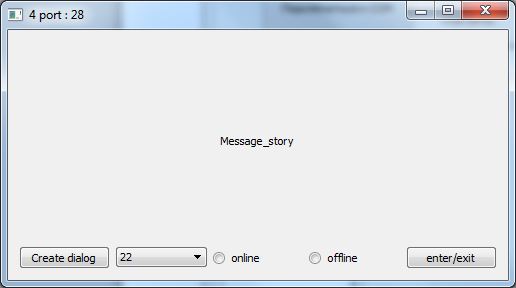 4 port : 28
Message_story
Create dialog 22 online offline enter/exit